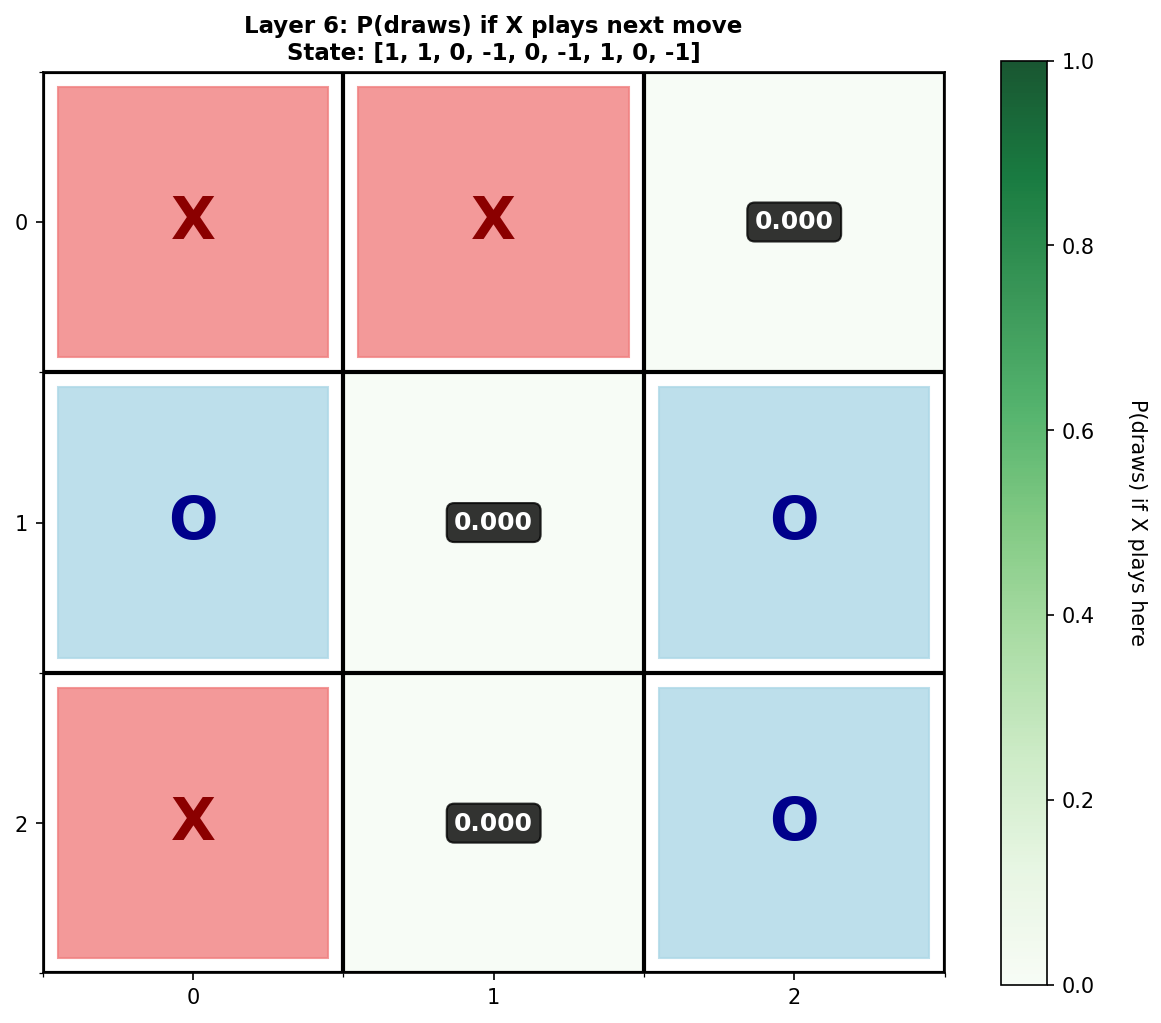 Layer 6: P(draws) if X plays next move
State: [1, 1, 0, -1, 0, -1, 1, 0, -1]
1.0
0.8
0.6
0.4
0.2
0.0
P(draws) if X plays here
0
X X 0.000
1
O 0.000 O
2
X 0.000 O
0 1 2